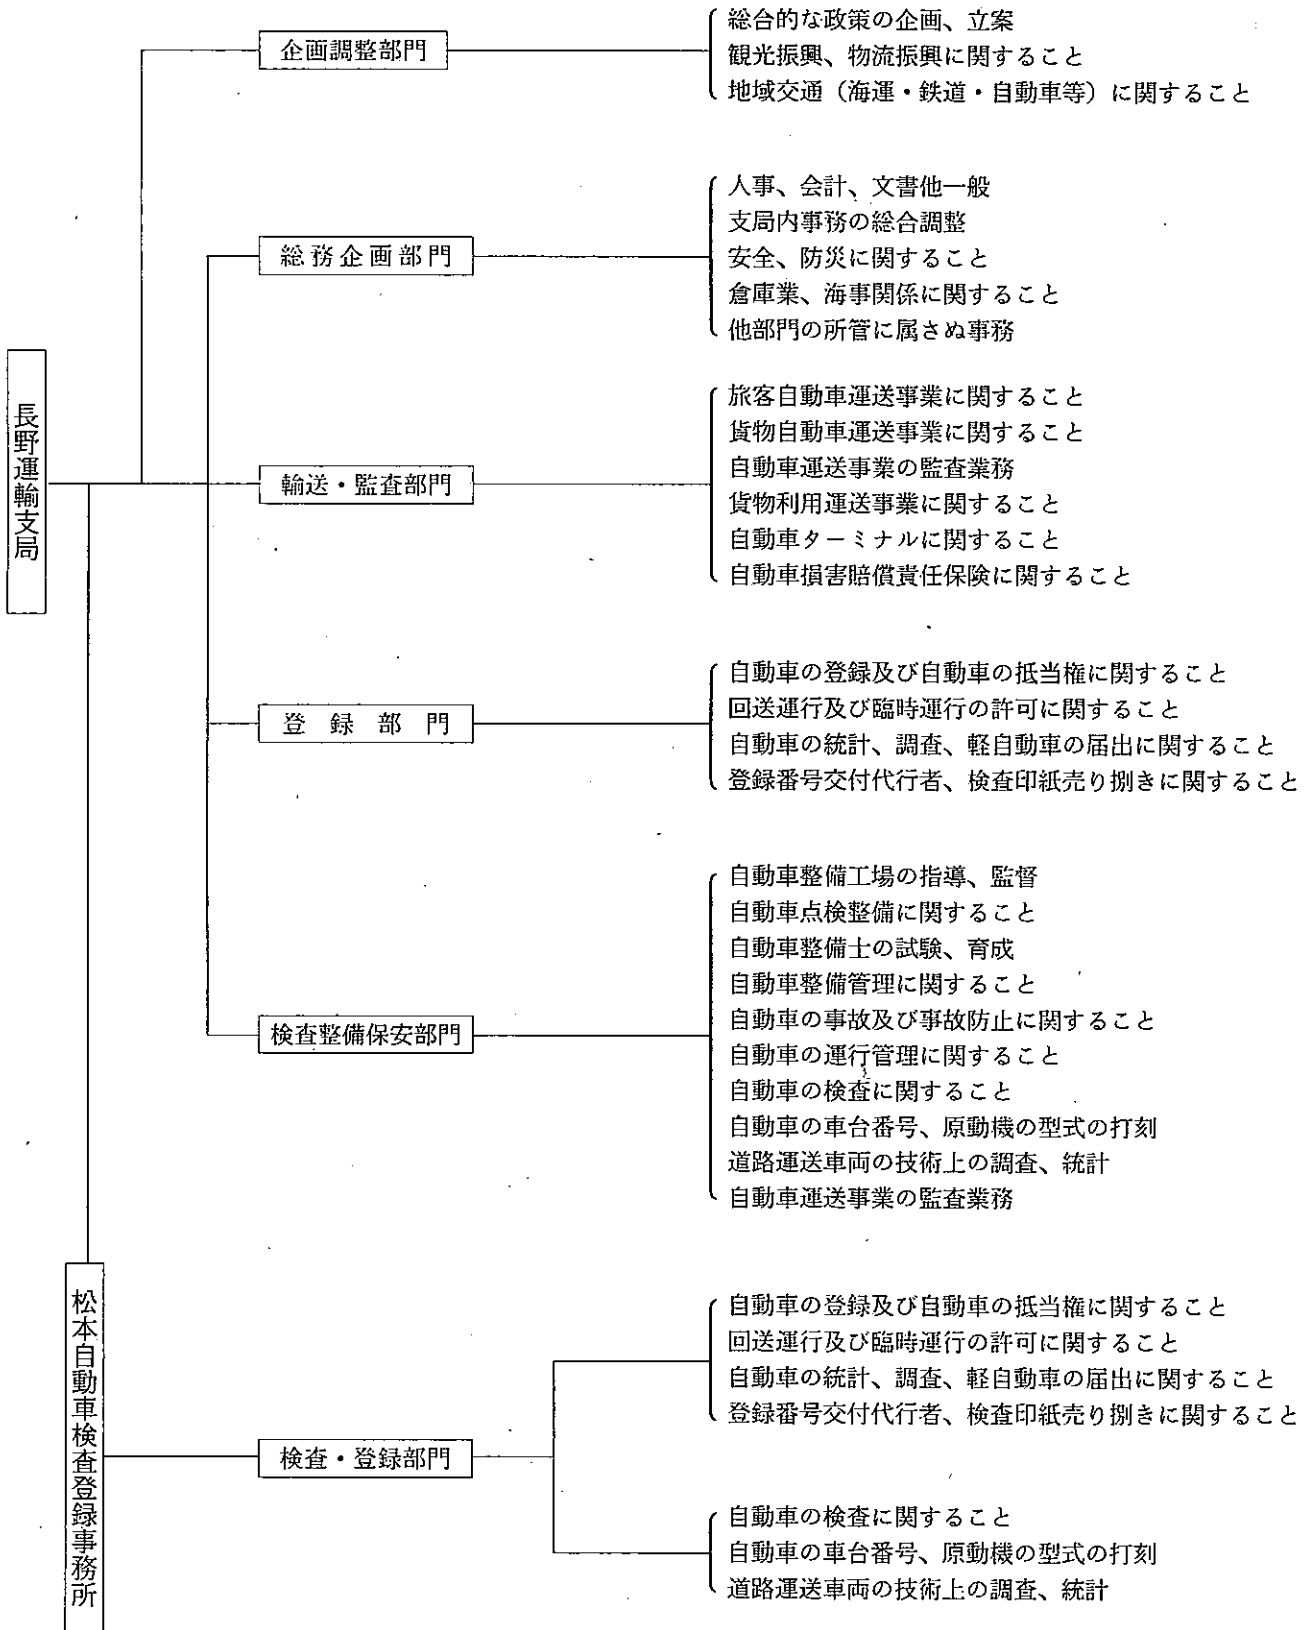 長野運輸支局
企画調整部門
総合的な政策の企画、立案
観光振興、物流振興に関すること
地域交通（海運・鉄道・自動車等）に関すること
総務企画部門
人事、会計、文書他一般
支局内事務の総合調整
安全、防災に関すること
倉庫業、海事関係に関すること
他部門の所管に属さぬ事務
輸送・監査部門
旅客自動車運送事業に関すること
貨物自動車運送事業に関すること
自動車運送事業の監査業務
貨物利用運送事業に関すること
自動車ターミナルに関すること
自動車損害賠償責任保険に関すること
登録部門
自動車の登録及び自動車の抵当権に関すること
回送運行及び臨時運行の許可に関すること
自動車の統計、調査、軽自動車の届出に関すること
登録番号交付代行者、検査印紙売り捌きに関すること
検査整備保安部門
自動車整備工場の指導、監督
自動車点検整備に関すること
自動車整備士の試験、育成
自動車整備管理に関すること
自動車の事故及び事故防止に関すること
自動車の運行管理に関すること
自動車の検査に関すること
自動車の車台番号、原動機の型式の打刻
道路運送車両の技術上の調査、統計
自動車運送事業の監査業務
松本自動車検査登録事務所
検査・登録部門
自動車の登録及び自動車の抵当権に関すること
回送運行及び臨時運行の許可に関すること
自動車の統計、調査、軽自動車の届出に関すること
登録番号交付代行者、検査印紙売り捌きに関すること
自動車の検査に関すること
自動車の車台番号、原動機の型式の打刻
道路運送車両の技術上の調査、統計